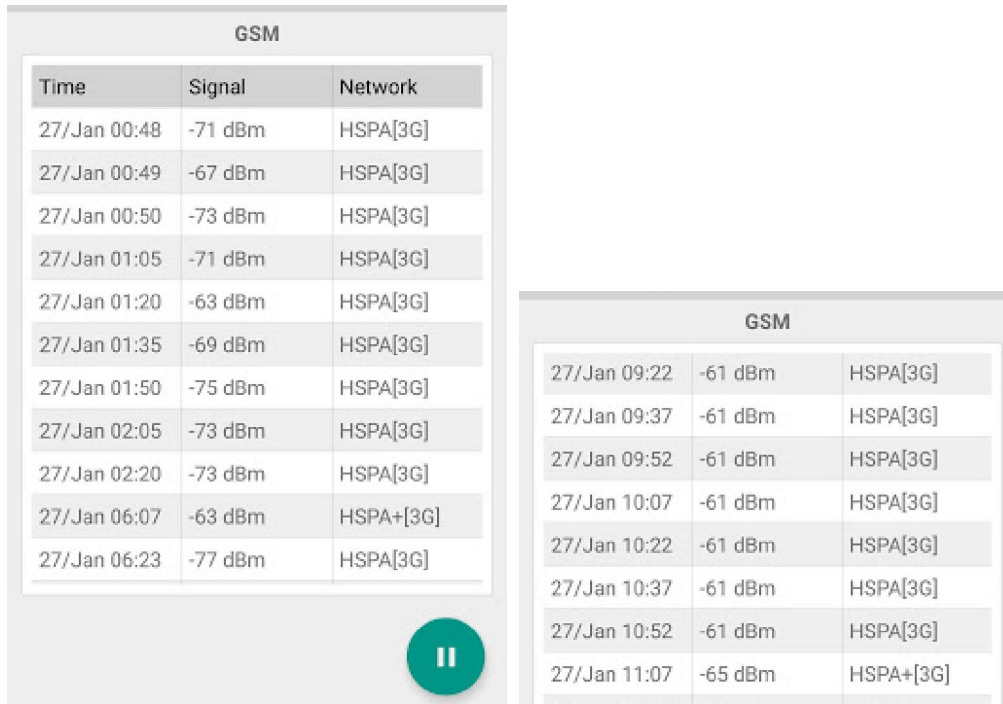 GSM
Time Signal Network
27/Jan 00:48 -71 dBm HSPA[3G]
27/Jan 00:49 -67 dBm HSPA[3G]
27/Jan 00:50 -73 dBm HSPA[3G]
27/Jan 01:05 -71 dBm HSPA[3G]
27/Jan 01:20 -63 dBm HSPA[3G]
27/Jan 01:35 -69 dBm HSPA[3G]
27/Jan 01:50 -75 dBm HSPA[3G]
27/Jan 02:05 -73 dBm HSPA[3G]
27/Jan 02:20 -73 dBm HSPA[3G]
27/Jan 06:07 -63 dBm HSPA+[3G]
27/Jan 06:23 -77 dBm HSPA[3G]
GSM
27/Jan 09:22 -61 dBm HSPA[3G]
27/Jan 09:37 -61 dBm HSPA[3G]
27/Jan 09:52 -61 dBm HSPA[3G]
27/Jan 10:07 -61 dBm HSPA[3G]
27/Jan 10:22 -61 dBm HSPA[3G]
27/Jan 10:37 -61 dBm HSPA[3G]
27/Jan 10:52 -61 dBm HSPA[3G]
27/Jan 11:07 -65 dBm HSPA+[3G]